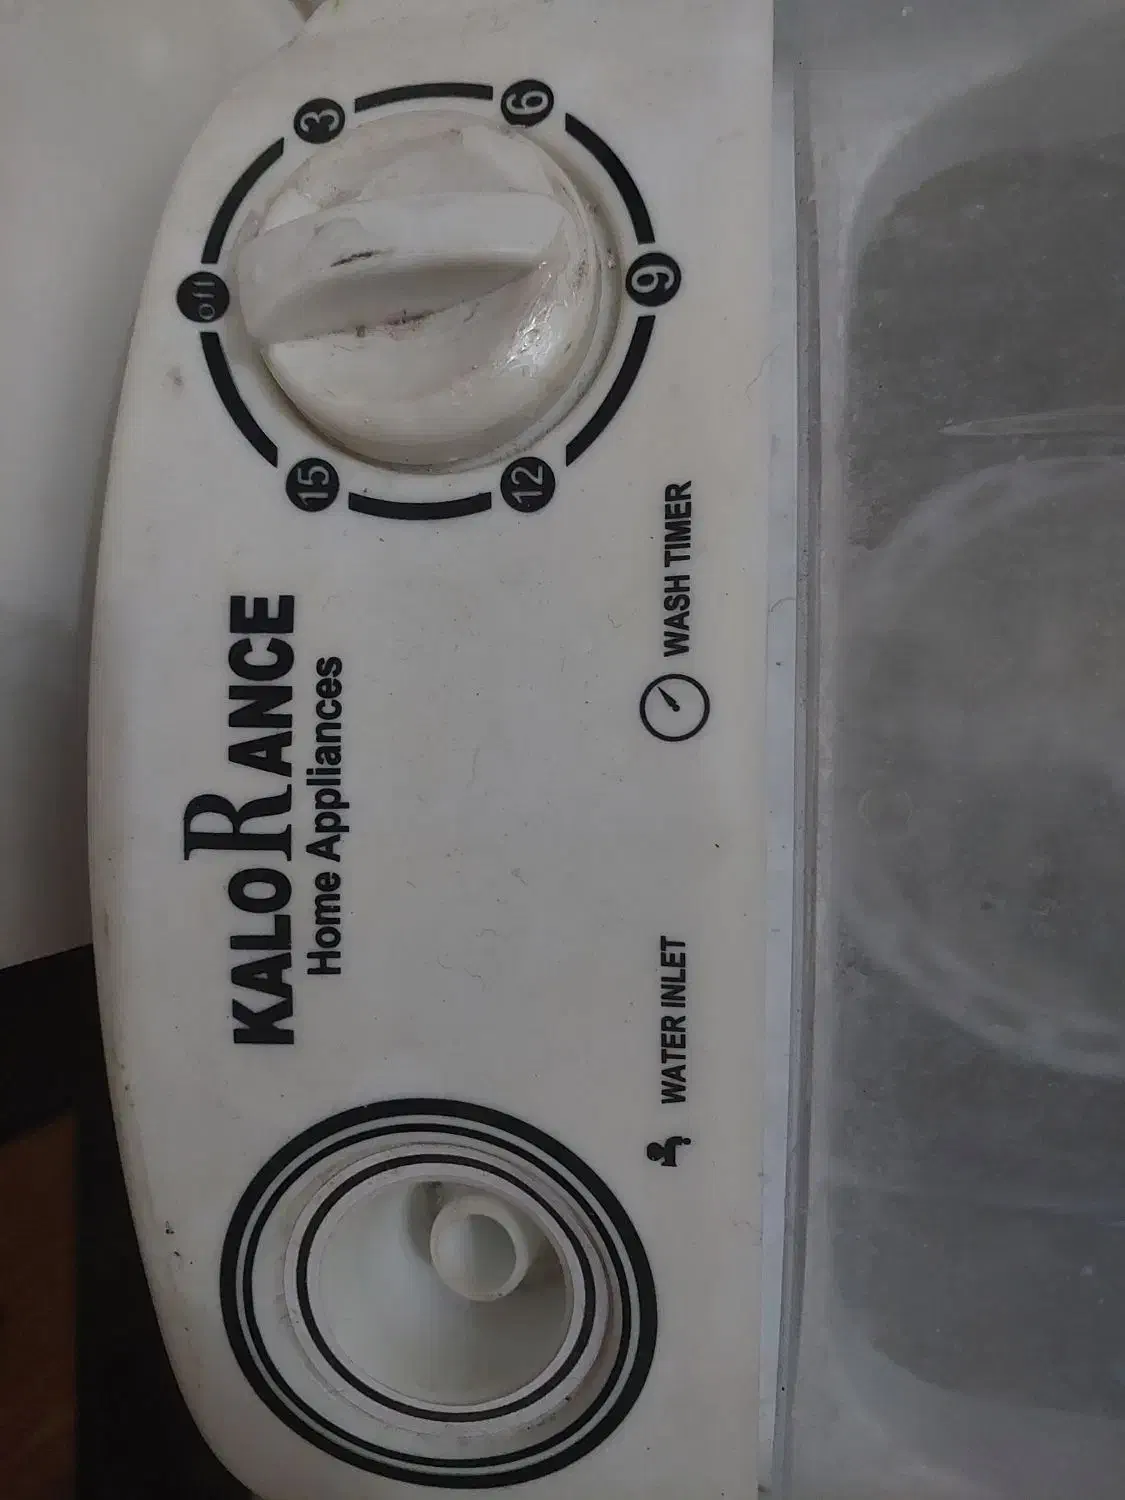 KALORANCE
Home Appliances
off
3
6
9
12
15
WATER INLET
WASH TIMER